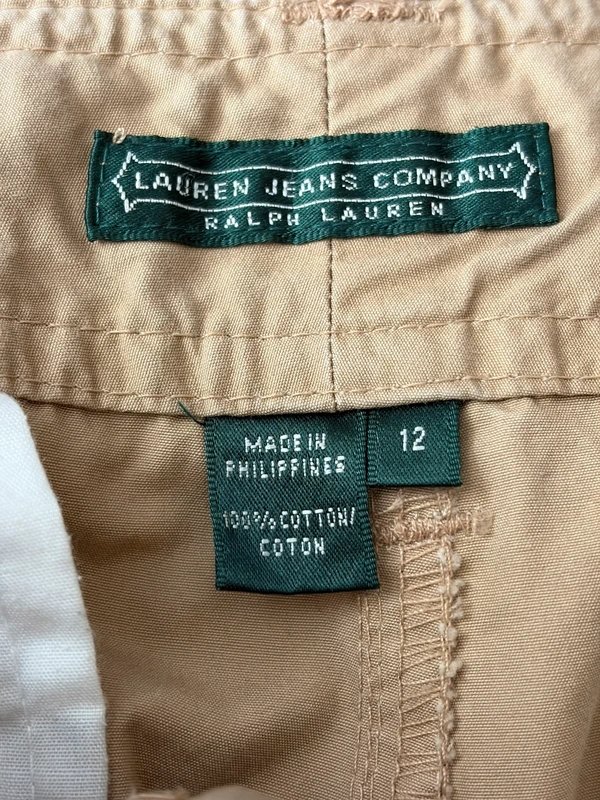 LAUREN JEANS COMPANY
RALPH LAUREN
MADE IN
PHILIPPINES
100% COTTON/
COTON
12